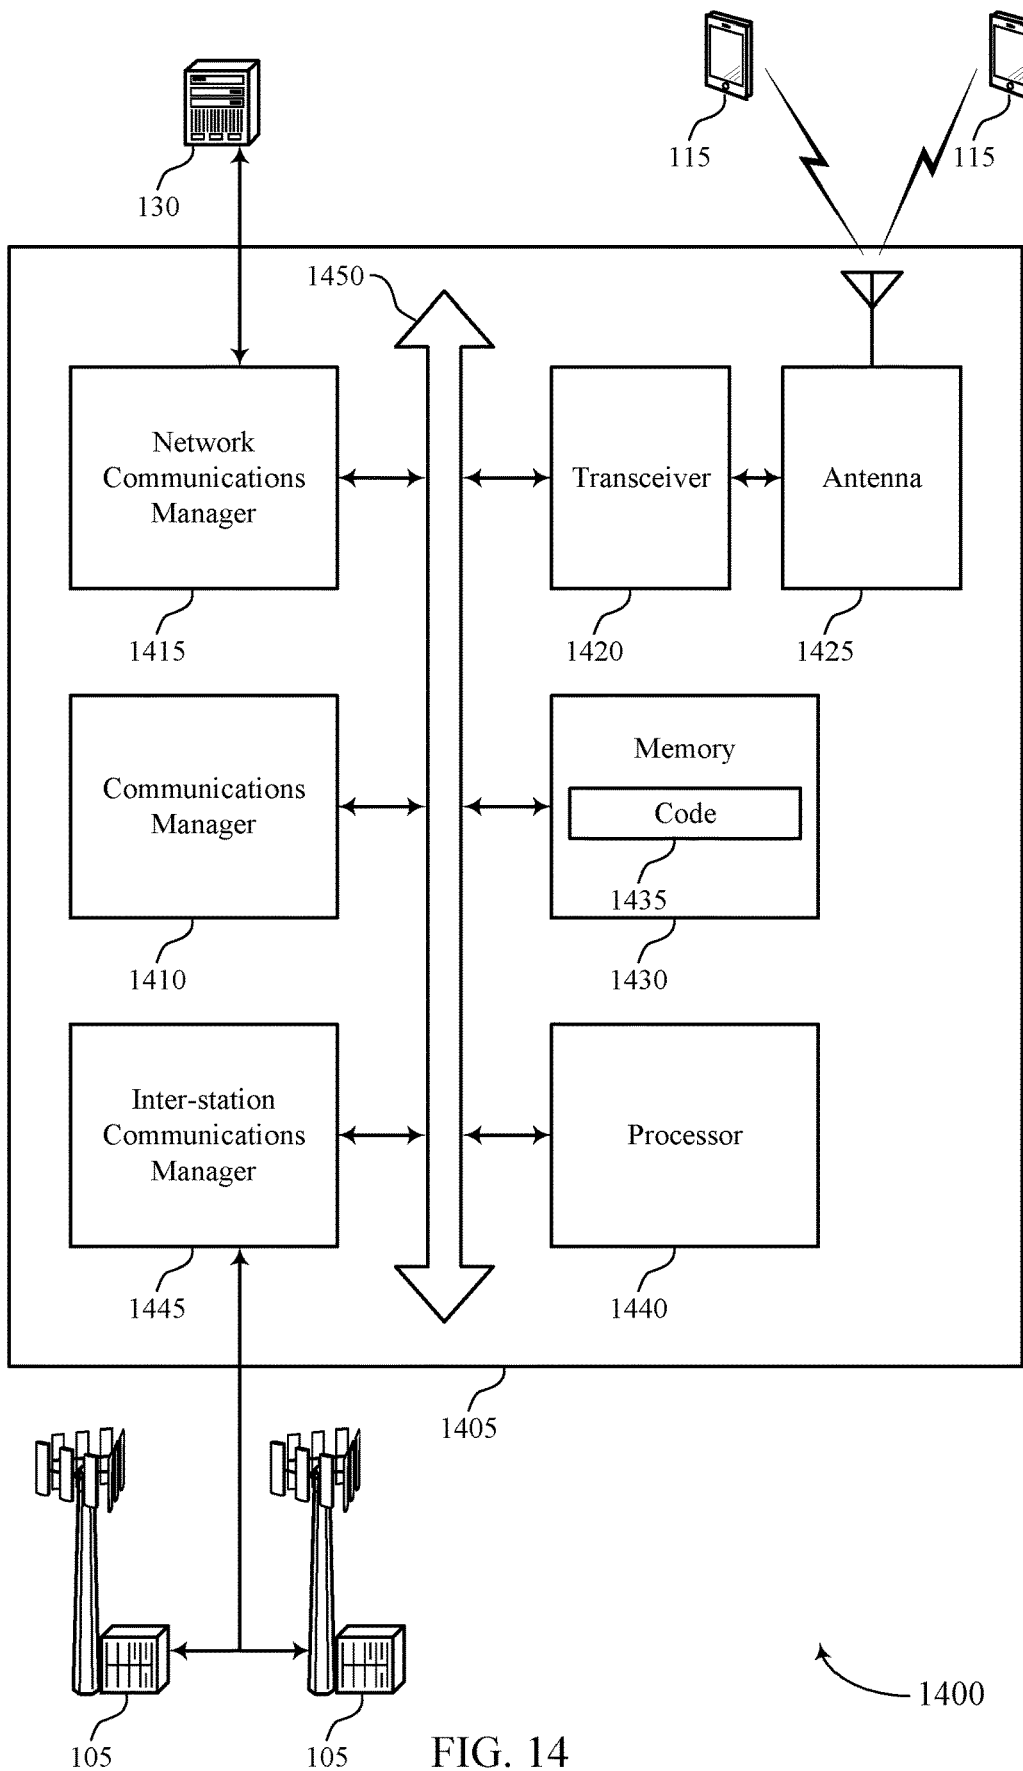 130
115
115
1450
Network
Communications
Manager
1415
Transceiver
1420
Antenna
1425
Communications
Manager
1410
Memory
Code
1435
1430
Inter-station
Communications
Manager
1445
Processor
1440
1405
105
105
1400
FIG. 14